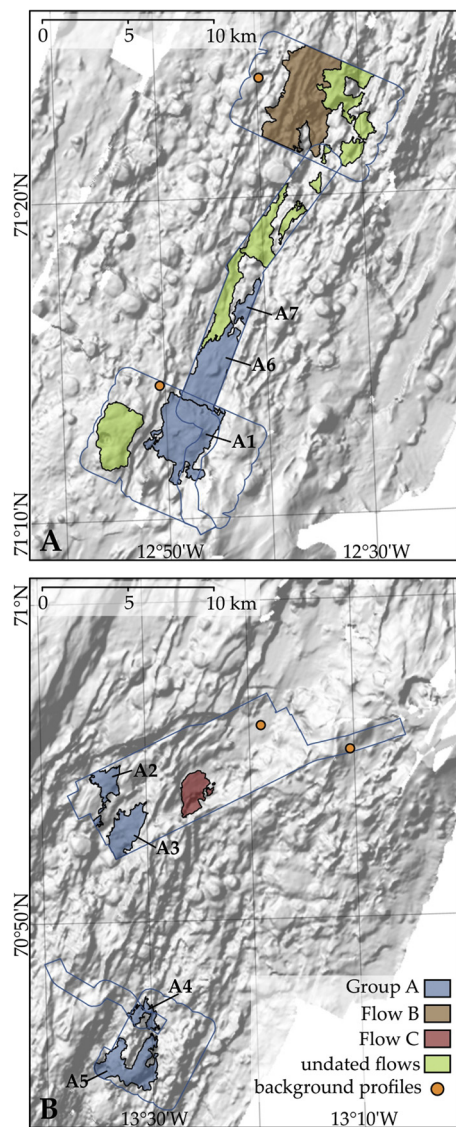 0 5 10 km
71°20'N
A7
A6
A1
71°10'N
A
12°50'W 12°30'W
0 5 10 km
71°N
A2
A3
70°50'N
A4
A5
Group A
Flow B
Flow C
undated flows
background profiles
B
13°30'W 13°10'W